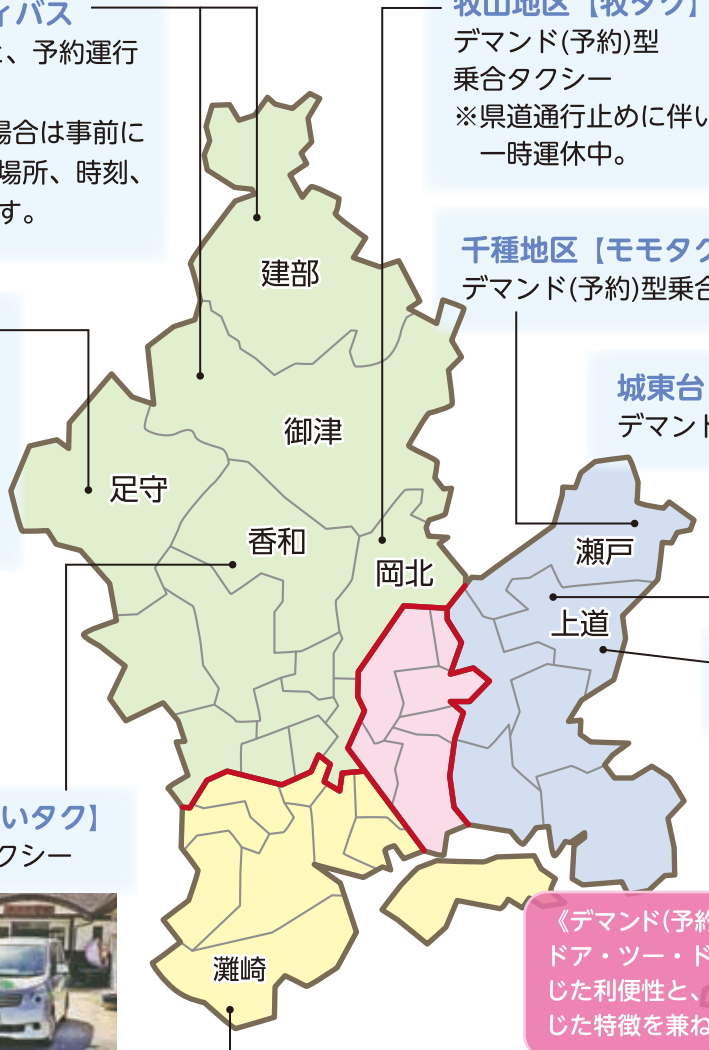 ィバス
、予約運行
場合は事前に
場所、時刻、
す。
牧山地区【牧タク】
デマンド(予約)型
乗合タクシー
※県道通行止めに伴い
一時運休中。
千種地区【モモタク
デマンド(予約)型乗合
城東台
デマンド
建部
御津
足守
香和
岡北
瀬戸
上道
いタク】
クシー
灘崎
《デマンド(予約
ドア・ツー・ド
じた利便性と、
じた特徴を兼ね